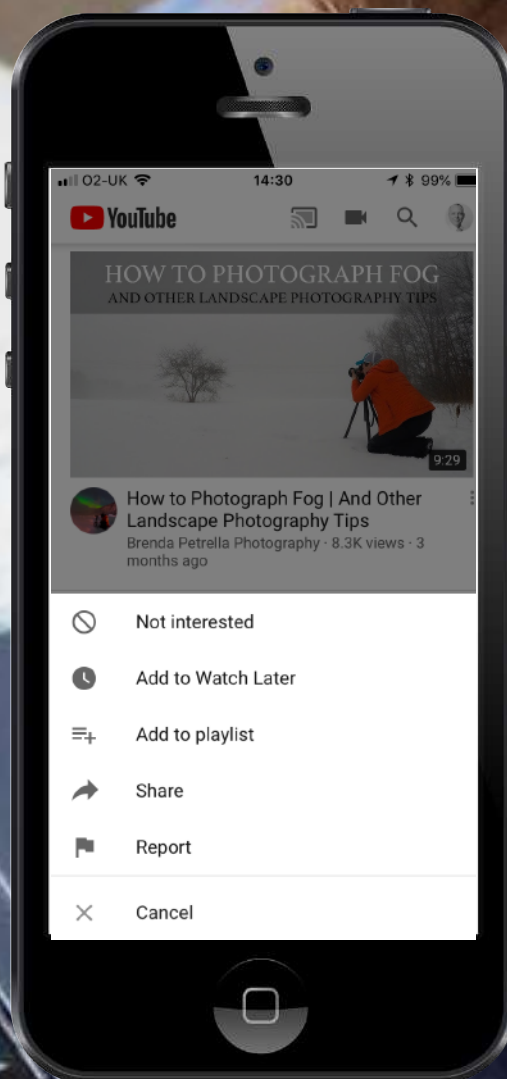 O2-UK 14:30 99%
YouTube
HOW TO PHOTOGRAPH FOG
AND OTHER LANDSCAPE PHOTOGRAPHY TIPS
9:29
How to Photograph Fog | And Other
Landscape Photography Tips
Brenda Petrella Photography · 8.3K views · 3
months ago
Not interested
Add to Watch Later
Add to playlist
Share
Report
Cancel